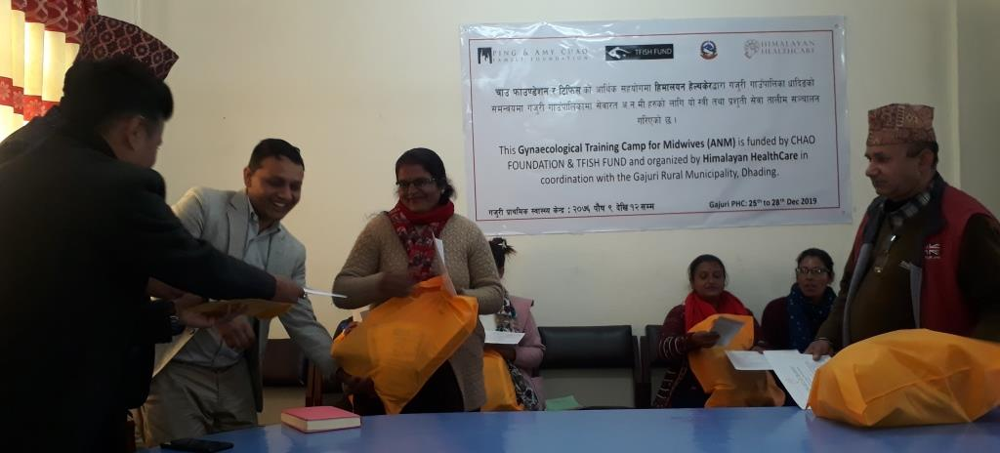 PING & AMY CHAO
FAMILY FOUNDATION
TFISH FUND
HIMALAYAN
HEALTHCARE
चाउ फाउण्डेशन र टिफिस् को आर्थिक सहयोगमा हिमालयन हेल्थकेरद्वारा गजुरी गाउँपालिका धादिङको
समन्वयमा गजुरी गाउँपालिकामा सेवारत अ न मी हरुको लागि यो स्त्री तथा प्रशुती तालीम सञ्चालन
गरिएको छ ।
This Gynaecological Training Camp for Midwives (ANM) is funded by CHAO
FOUNDATION & TFISH FUND and organized by Himalayan HealthCare in
coordination with the Gajuri Rural Municipality, Dhading.
गजुरी प्राथमिक स्वास्थ्य केन्द्र : २०७६ पौष ९ देखि १२ सम्म
Gajuri PHC: 25th to 28th Dec 2019